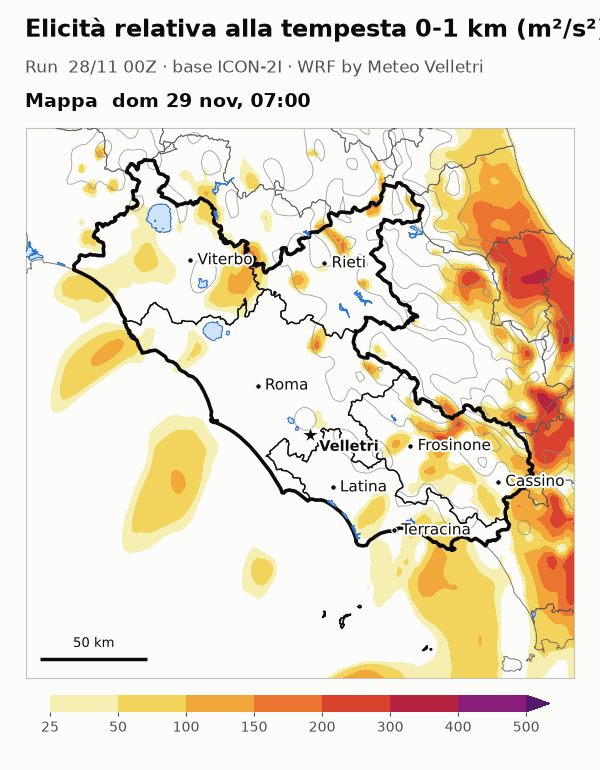 Elicità relativa alla tempesta 0-1 km (m²/s²)
Run  28/11 00Z · base ICON-2I · WRF by Meteo Velletri
Mappa  dom 29 nov, 07:00
Viterbo
Rieti
Roma
Velletri
Frosinone
Cassino
Latina
Terracina
50 km
25 50 100 150 200 300 400 500